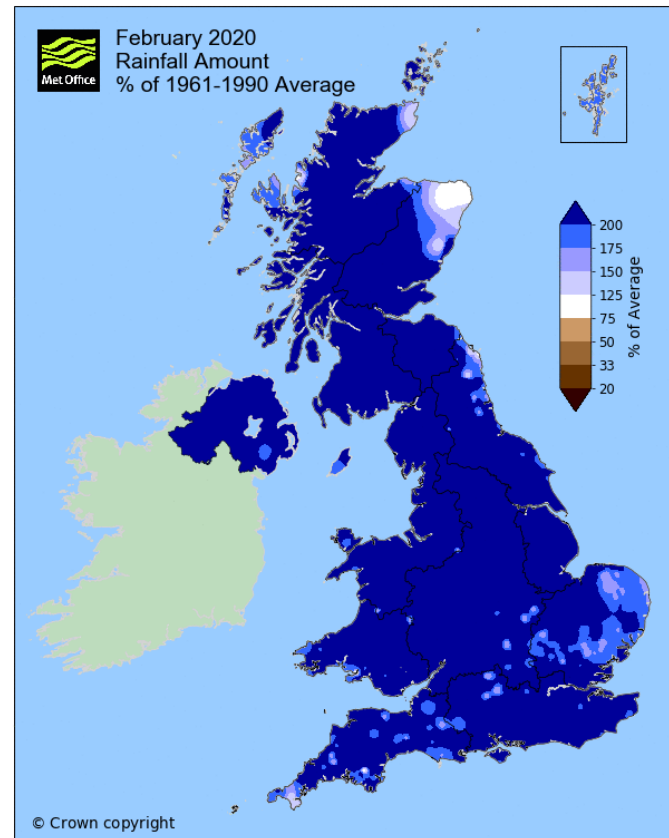 February 2020
Rainfall Amount
% of 1961-1990 Average
Met Office
200
175
150
125
75
50
33
20
% of Average
© Crown copyright